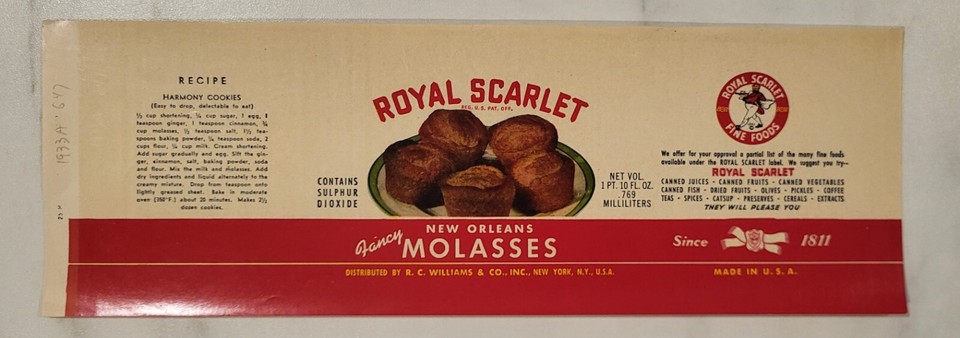 RECIPE
HARMONY COOKIES
(Easy to drop, delectable to eat)
½ cup shortening, ¼ cup sugar, 1 egg, 1
teaspoon ginger, 1 teaspoon cinnamon, ¾
cup molasses, ½ teaspoon salt, 1½ tea-
spoons baking powder, ¼ teaspoon soda, 2
cups flour, ¼ cup milk. Cream shortening.
Add sugar gradually and egg. Sift the gin-
ger, cinnamon, salt, baking powder, soda
and flour. Mix the milk and molasses. Add
dry ingredients and liquid alternately to the
creamy mixture. Drop from teaspoon onto
lightly greased sheet. Bake in moderate
oven (350°F.) about 20 minutes. Makes 2½
dozen cookies.
CONTAINS
SULPHUR
DIOXIDE
ROYAL SCARLET
REG. U.S. PAT. OFF.
NET VOL.
1 PT. 10 FL. OZ.
.769
MILLILITERS
Fancy
NEW ORLEANS
MOLASSES
DISTRIBUTED BY R. C. WILLIAMS & CO., INC., NEW YORK, N.Y., U.S.A.
ROYAL SCARLET
FINE FOODS
We offer for your approval a partial list of the many fine foods
available under the ROYAL SCARLET label. We suggest you try—
ROYAL SCARLET
CANNED JUICES - CANNED FRUITS - CANNED VEGETABLES
CANNED FISH - DRIED FRUITS - OLIVES - PICKLES - COFFEE
TEAS - SPICES - CATSUP - PRESERVES - CEREALS - EXTRACTS
THEY WILL PLEASE YOU
Since 1811
MADE IN U. S. A.